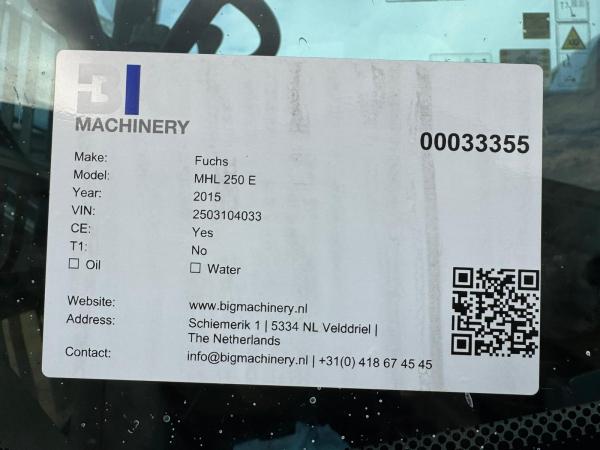 BI
MACHINERY
00033355
Make: Fuchs
Model: MHL 250 E
Year: 2015
VIN: 2503104033
CE: Yes
T1: No
☐ Oil ☐ Water
Website: www.bigmachinery.nl
Address: Schiemerik 1 | 5334 NL Velddriel |
The Netherlands
Contact: info@bigmachinery.nl | +31(0) 418 67 45 45